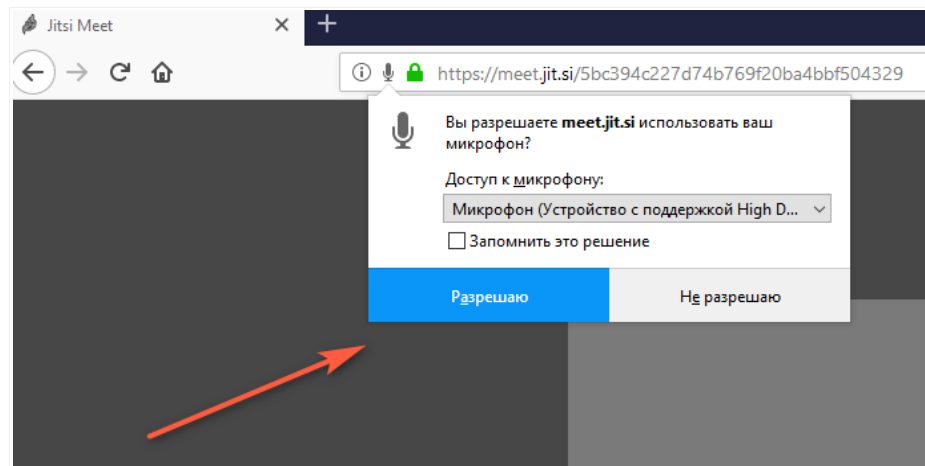 Jitsi Meet
https://meet.jit.si/5bc394c227d74b769f20ba4bbf504329
Вы разрешаете meet.jit.si использовать ваш
микрофон?
Доступ к микрофону:
Микрофон (Устройство с поддержкой High D...
Запомнить это решение
Разрешаю
Не разрешаю